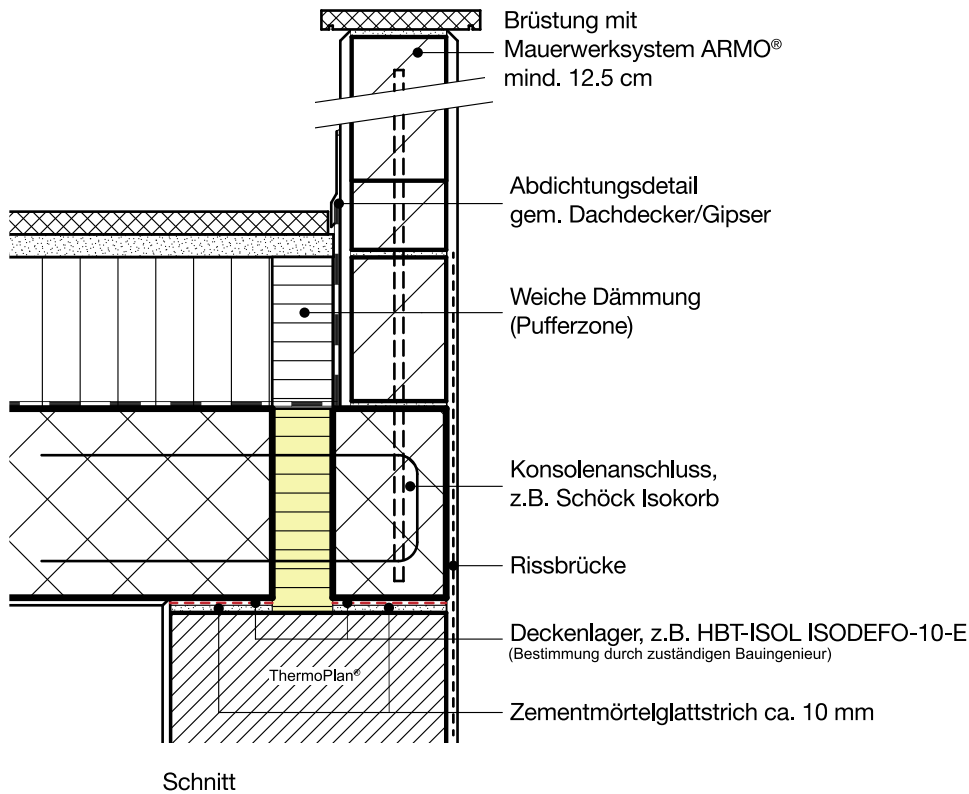 Brüstung mit
Mauerwerksystem ARMO®
mind. 12.5 cm
Abdichtungsdetail
gem. Dachdecker/Gipser
Weiche Dämmung
(Pufferzone)
Konsolenanschluss,
z.B. Schöck Isokorb
Rissbrücke
Deckenlager, z.B. HBT-ISOL ISODEFO-10-E
(Bestimmung durch zuständigen Bauingenieur)
ThermoPlan®
Zementmörtelglattstrich ca. 10 mm
Schnitt